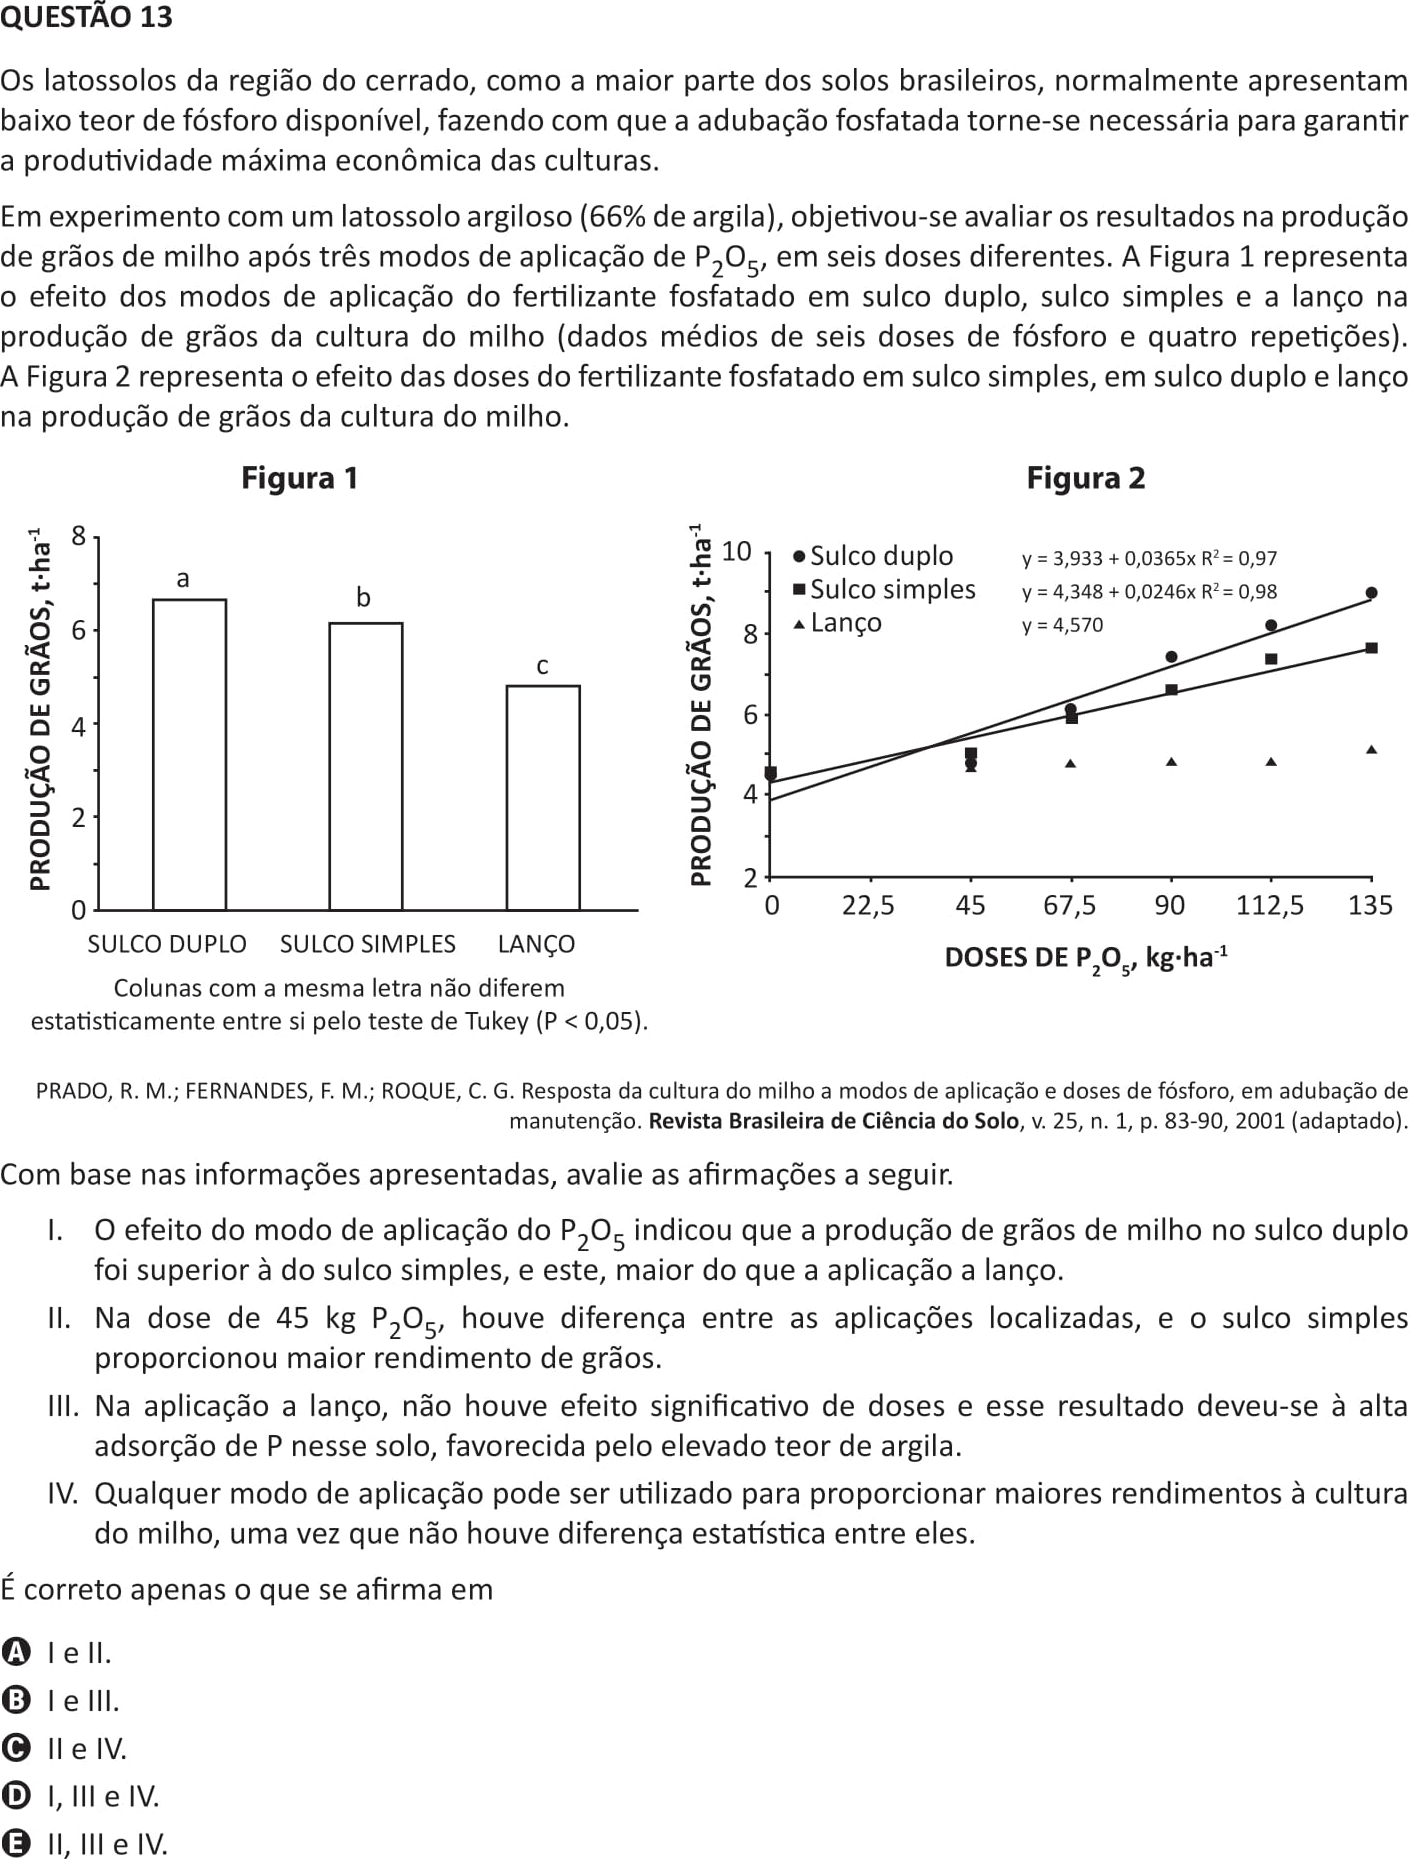 QUESTÃO 13
Os latossolos da região do cerrado, como a maior parte dos solos brasileiros, normalmente apresentam
baixo teor de fósforo disponível, fazendo com que a adubação fosfatada torne-se necessária para garantir
a produtividade máxima econômica das culturas.
Em experimento com um latossolo argiloso (66% de argila), objetivou-se avaliar os resultados na produção
de grãos de milho após três modos de aplicação de P₂O₅, em seis doses diferentes. A Figura 1 representa
o efeito dos modos de aplicação do fertilizante fosfatado em sulco duplo, sulco simples e a lanço na
produção de grãos da cultura do milho (dados médios de seis doses de fósforo e quatro repetições).
A Figura 2 representa o efeito das doses do fertilizante fosfatado em sulco simples, em sulco duplo e lanço
na produção de grãos da cultura do milho.
Figura 1
PRODUÇÃO DE GRÃOS, t·ha⁻¹
8
6
4
2
0
a
b
c
SULCO DUPLO SULCO SIMPLES LANÇO
Colunas com a mesma letra não diferem
estatisticamente entre si pelo teste de Tukey (P < 0,05).
Figura 2
PRODUÇÃO DE GRÃOS, t·ha⁻¹
10
8
6
4
2
Sulco duplo y = 3,933 + 0,0365x R² = 0,97
Sulco simples y = 4,348 + 0,0246x R² = 0,98
Lanço y = 4,570
0 22,5 45 67,5 90 112,5 135
DOSES DE P₂O₅, kg·ha⁻¹
PRADO, R. M.; FERNANDES, F. M.; ROQUE, C. G. Resposta da cultura do milho a modos de aplicação e doses de fósforo, em adubação de
manutenção. Revista Brasileira de Ciência do Solo, v. 25, n. 1, p. 83-90, 2001 (adaptado).
Com base nas informações apresentadas, avalie as afirmações a seguir.
I. O efeito do modo de aplicação do P₂O₅ indicou que a produção de grãos de milho no sulco duplo
foi superior à do sulco simples, e este, maior do que a aplicação a lanço.
II. Na dose de 45 kg P₂O₅, houve diferença entre as aplicações localizadas, e o sulco simples
proporcionou maior rendimento de grãos.
III. Na aplicação a lanço, não houve efeito significativo de doses e esse resultado deveu-se à alta
adsorção de P nesse solo, favorecida pelo elevado teor de argila.
IV. Qualquer modo de aplicação pode ser utilizado para proporcionar maiores rendimentos à cultura
do milho, uma vez que não houve diferença estatística entre eles.
É correto apenas o que se afirma em
A I e II.
B I e III.
C II e IV.
D I, III e IV.
E II, III e IV.